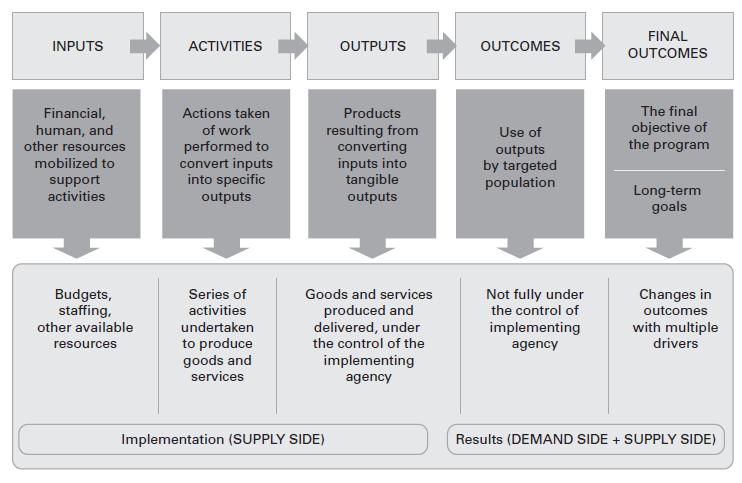 INPUTS
ACTIVITIES
OUTPUTS
OUTCOMES
FINAL
OUTCOMES
Financial,
human, and
other resources
mobilized to
support
activities
Actions taken
of work
performed to
convert inputs
into specific
outputs
Products
resulting from
converting
inputs into
tangible
outputs
Use of
outputs
by targeted
population
The final
objective of
the program
Long-term
goals
Budgets,
staffing,
other available
resources
Series of
activities
undertaken
to produce
goods and
services
Goods and services
produced and
delivered, under
the control of the
implementing
agency
Not fully under
the control of
implementing
agency
Changes in
outcomes
with multiple
drivers
Implementation (SUPPLY SIDE)
Results (DEMAND SIDE + SUPPLY SIDE)